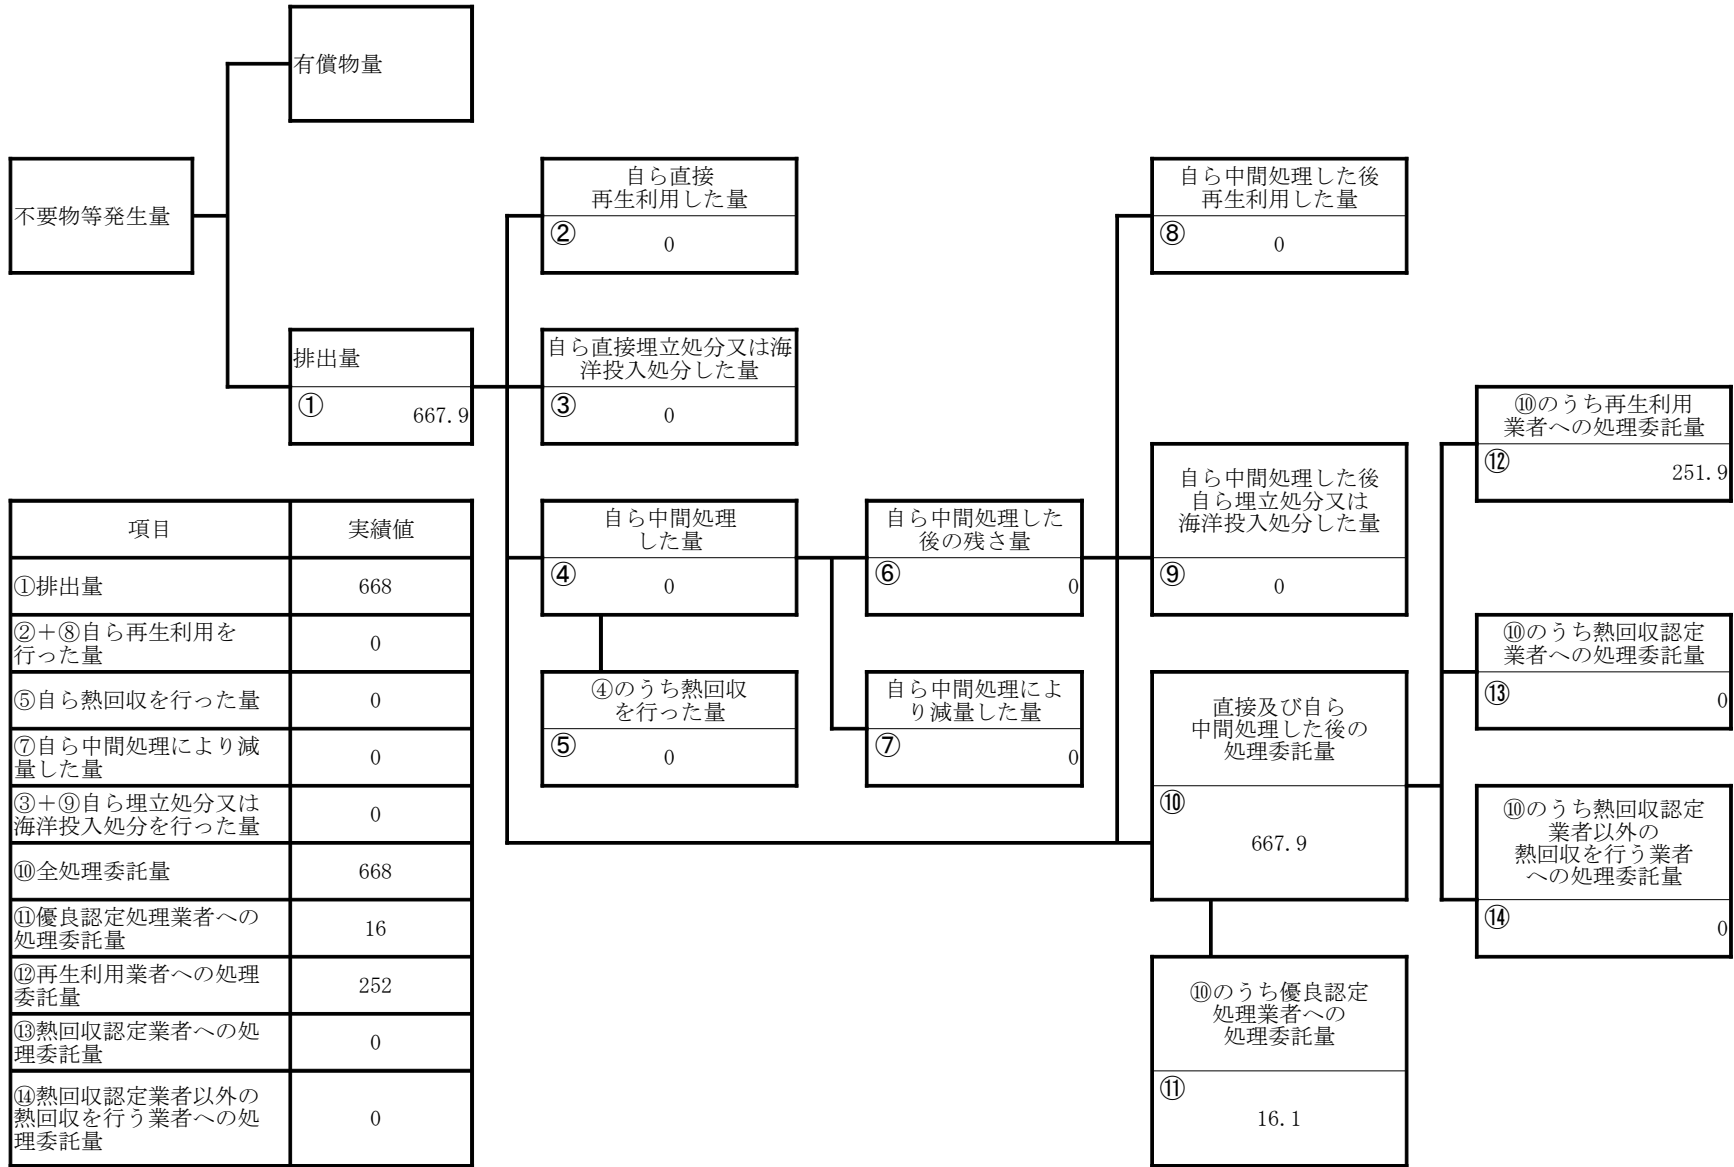 有償物量
不要物等発生量
排出量
①
667.9
自ら直接
再生利用した量
②
0
自ら直接埋立処分又は海
洋投入処分した量
③
0
自ら中間処理
した量
④
0
④のうち熱回収
を行った量
⑤
0
自ら中間処理した
後の残さ量
⑥
0
自ら中間処理によ
り減量した量
⑦
0
自ら中間処理した後
再生利用した量
⑧
0
自ら中間処理した後
自ら埋立処分又は
海洋投入処分した量
⑨
0
直接及び自ら
中間処理した後の
処理委託量
⑩
667.9
⑩のうち優良認定
処理業者への
処理委託量
⑪
16.1
⑩のうち再生利用
業者への処理委託量
⑫
251.9
⑩のうち熱回収認定
業者への処理委託量
⑬
0
⑩のうち熱回収認定
業者以外の
熱回収を行う業者
への処理委託量
⑭
0
項目 実績値
①排出量 668
②+⑧自ら再生利用を
行った量 0
⑤自ら熱回収を行った量 0
⑦自ら中間処理により減
量した量 0
③+⑨自ら埋立処分又は
海洋投入処分を行った量 0
⑩全処理委託量 668
⑪優良認定処理業者への
処理委託量 16
⑫再生利用業者への処理
委託量 252
⑬熱回収認定業者への処
理委託量 0
⑭熱回収認定業者以外の
熱回収を行う業者への処
理委託量 0